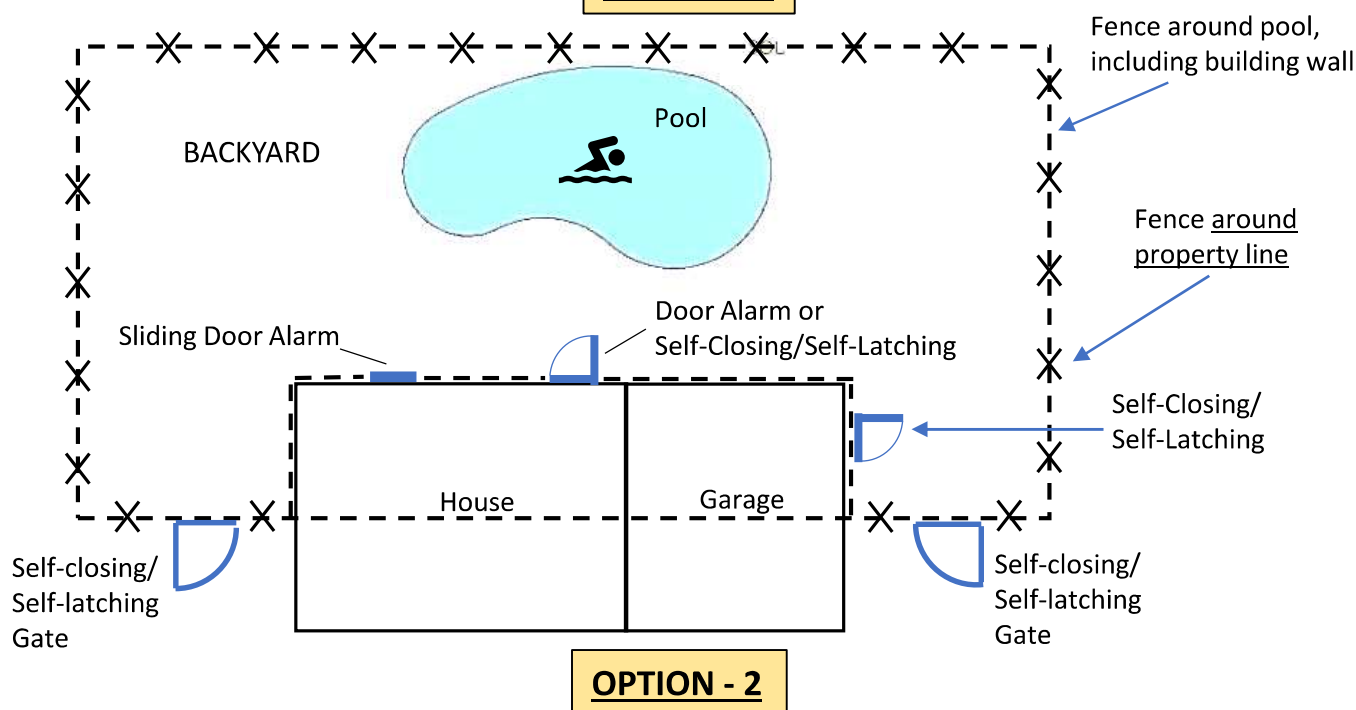 Fence around pool,
including building wall
Pool
BACKYARD
Fence around
property line
Door Alarm or
Self-Closing/Self-Latching
Sliding Door Alarm
Self-Closing/
Self-Latching
House
Garage
Self-closing/
Self-latching
Gate
Self-closing/
Self-latching
Gate
OPTION - 2